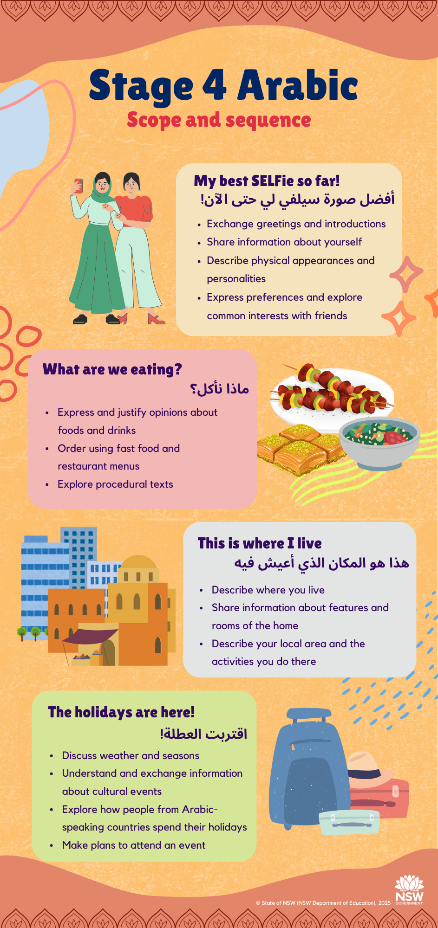 Stage 4 Arabic
Scope and sequence
My best SELFie so far!
أفضل صورة سيلفي لي حتى الآن!
• Exchange greetings and introductions
• Share information about yourself
• Describe physical appearances and
personalities
• Express preferences and explore
common interests with friends
What are we eating?
ماذا نأكل؟
• Express and justify opinions about
foods and drinks
• Order using fast food and
restaurant menus
• Explore procedural texts
This is where I live
هذا هو المكان الذي أعيش فيه
• Describe where you live
• Share information about features and
rooms of the home
• Describe your local area and the
activities you do there
The holidays are here!
اقتربت العطلة!
• Discuss weather and seasons
• Understand and exchange information
about cultural events
• Explore how people from Arabic-
speaking countries spend their holidays
• Make plans to attend an event
© State of NSW (NSW Department of Education), 2025
NSW
GOVERNMENT